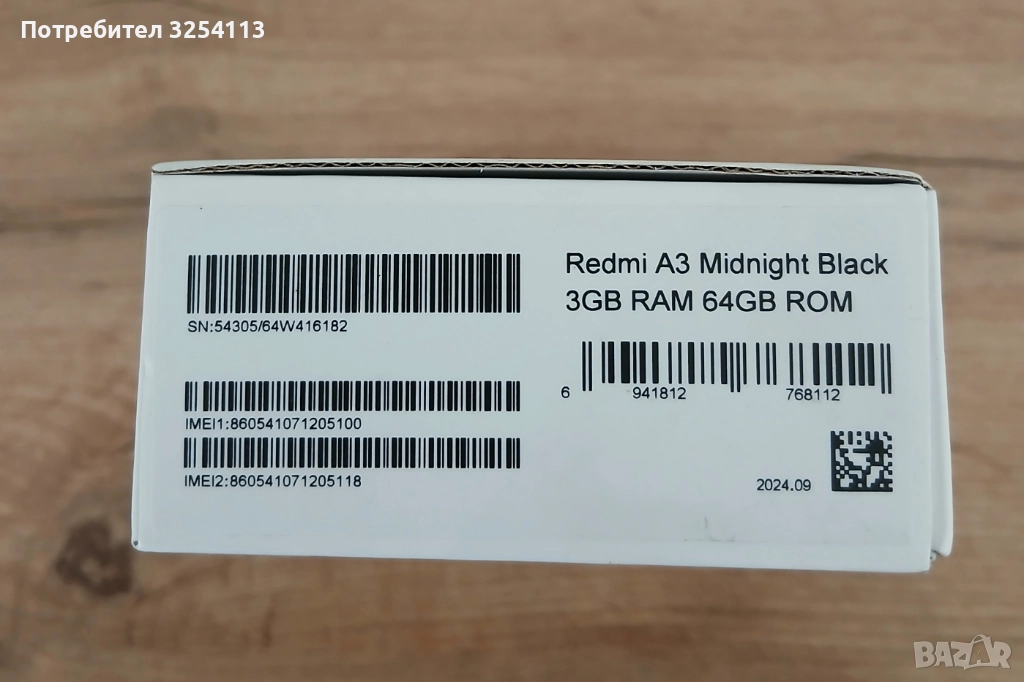 Потребител 3254113
Redmi A3 Midnight Black
3GB RAM 64GB ROM
SN:54305/64W416182
6 941812 768112
IMEI1:860541071205100
IMEI2:860541071205118
2024.09
BAZAR